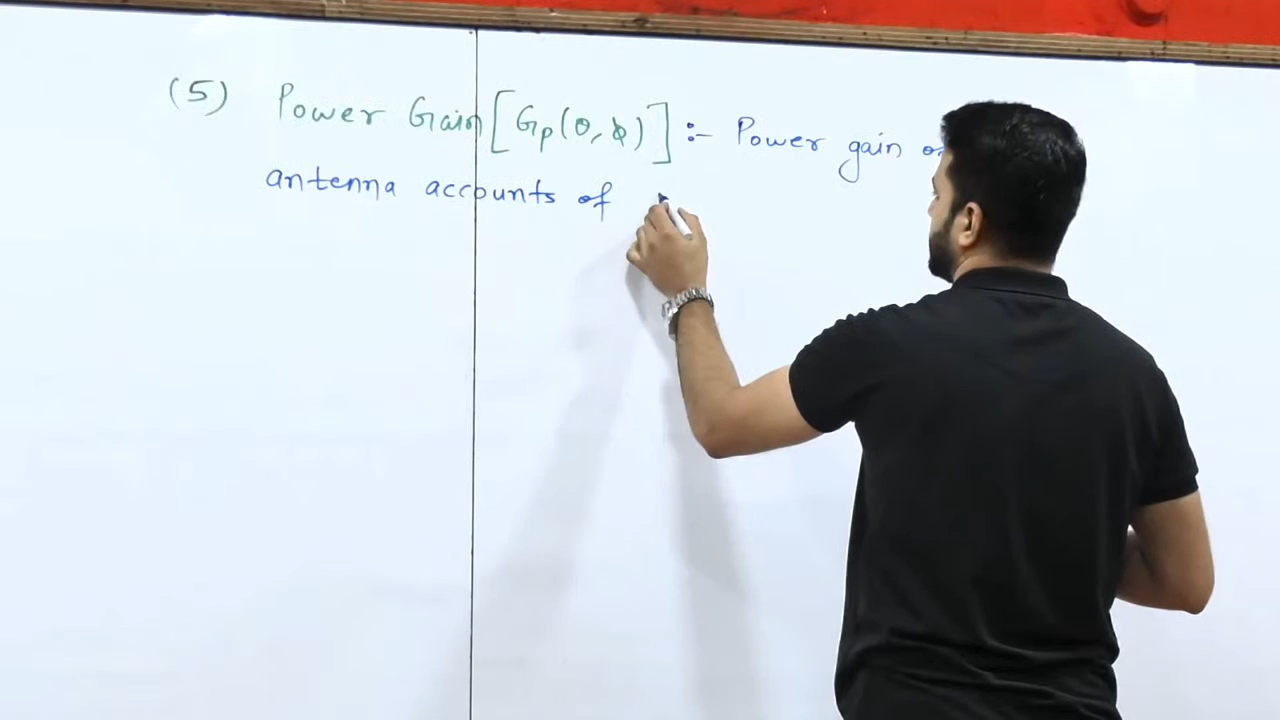 (5) Power Gain [Gp(θ,ϕ)] :- Power gain
antenna accounts of